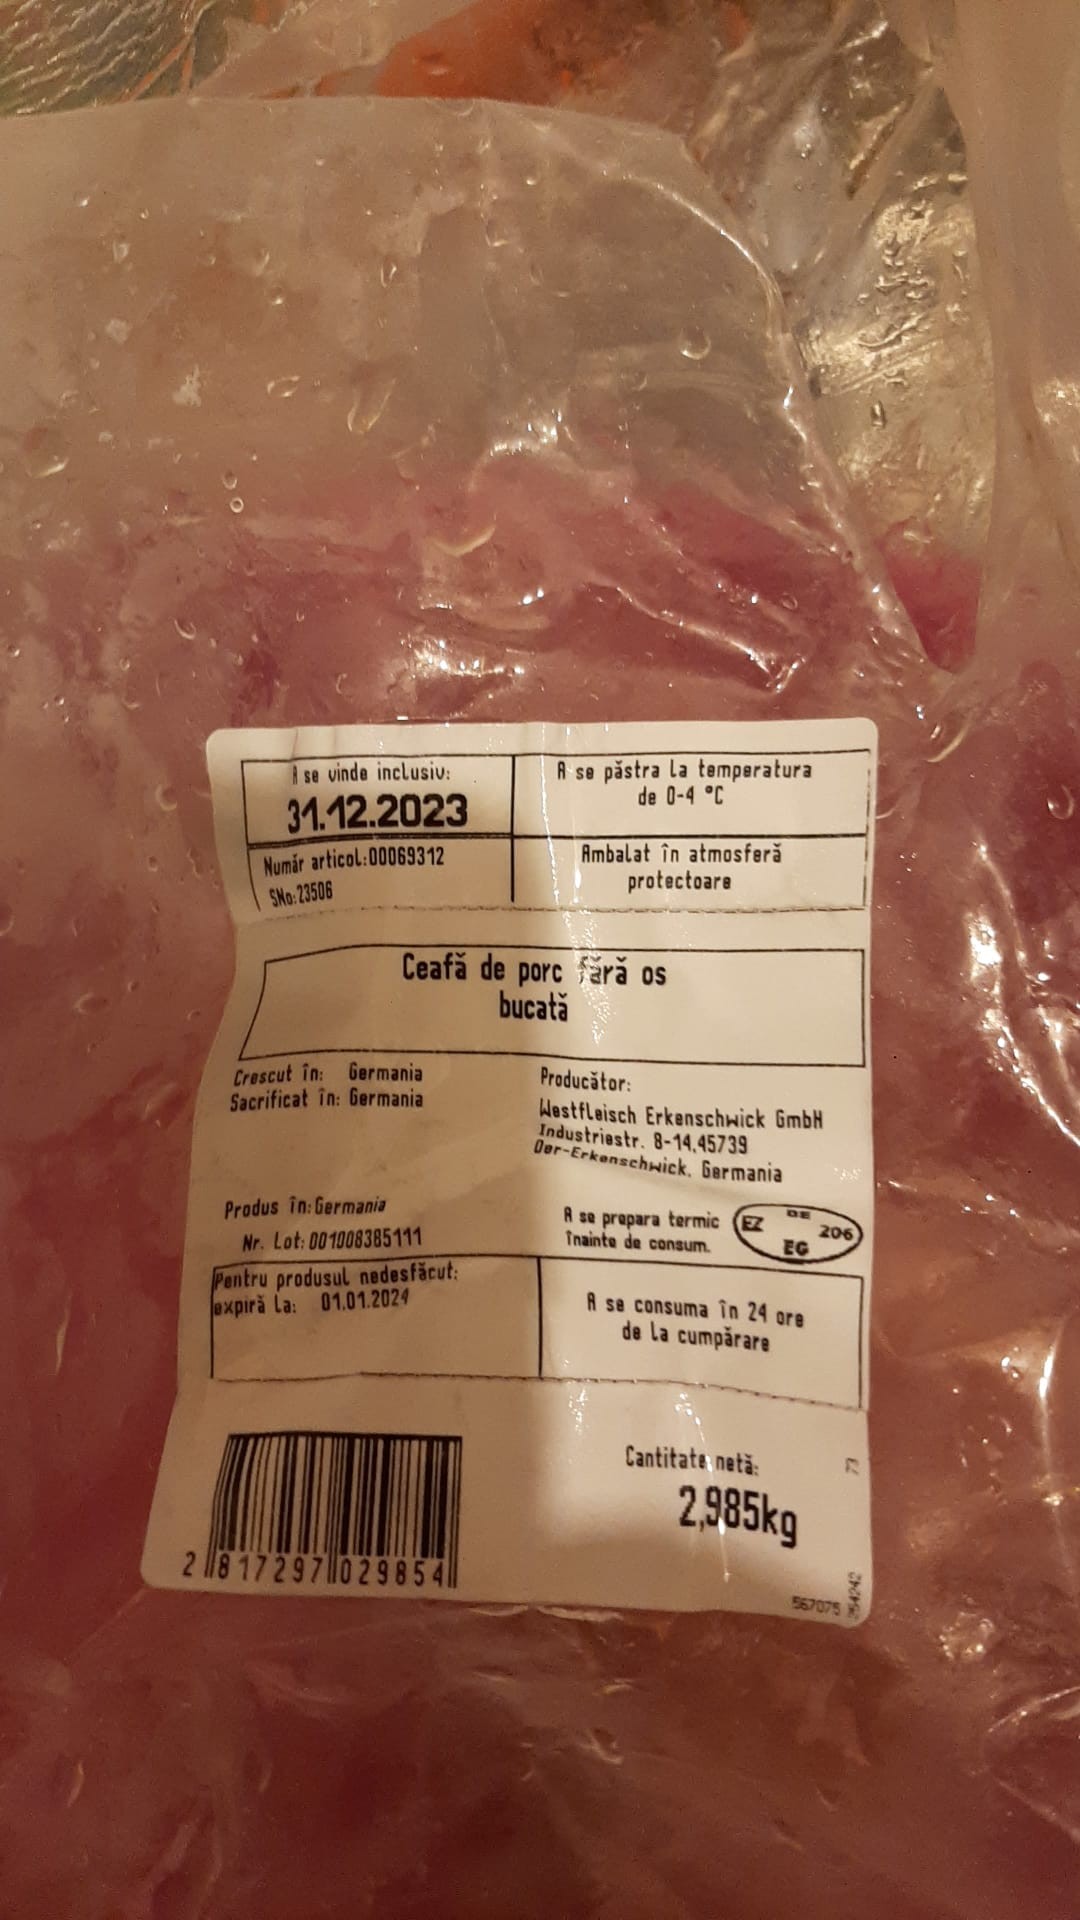 A se vinde inclusiv:
31.12.2023
Număr articol:00069312
SNo:23506
A se păstra la temperatura
de 0-4 °C
Ambalat în atmosferă
protectoare
Ceafă de porc fără os
bucată
Crescut în: Germania
Sacrificat în: Germania
Producător:
Westfleisch Erkenschwick GmbH
Industriestr. 8-14,45739
Oer-Erkenschwick, Germania
Produs în: Germania
Nr. Lot: 001008385111
A se prepara termic
înainte de consum.
DE
EZ 206
EG
Pentru produsul nedesfăcut:
expiră la: 01.01.2024
A se consuma în 24 ore
de la cumpărare
Cantitate netă:
2,985kg
73
2 817297 029854
567075
254242